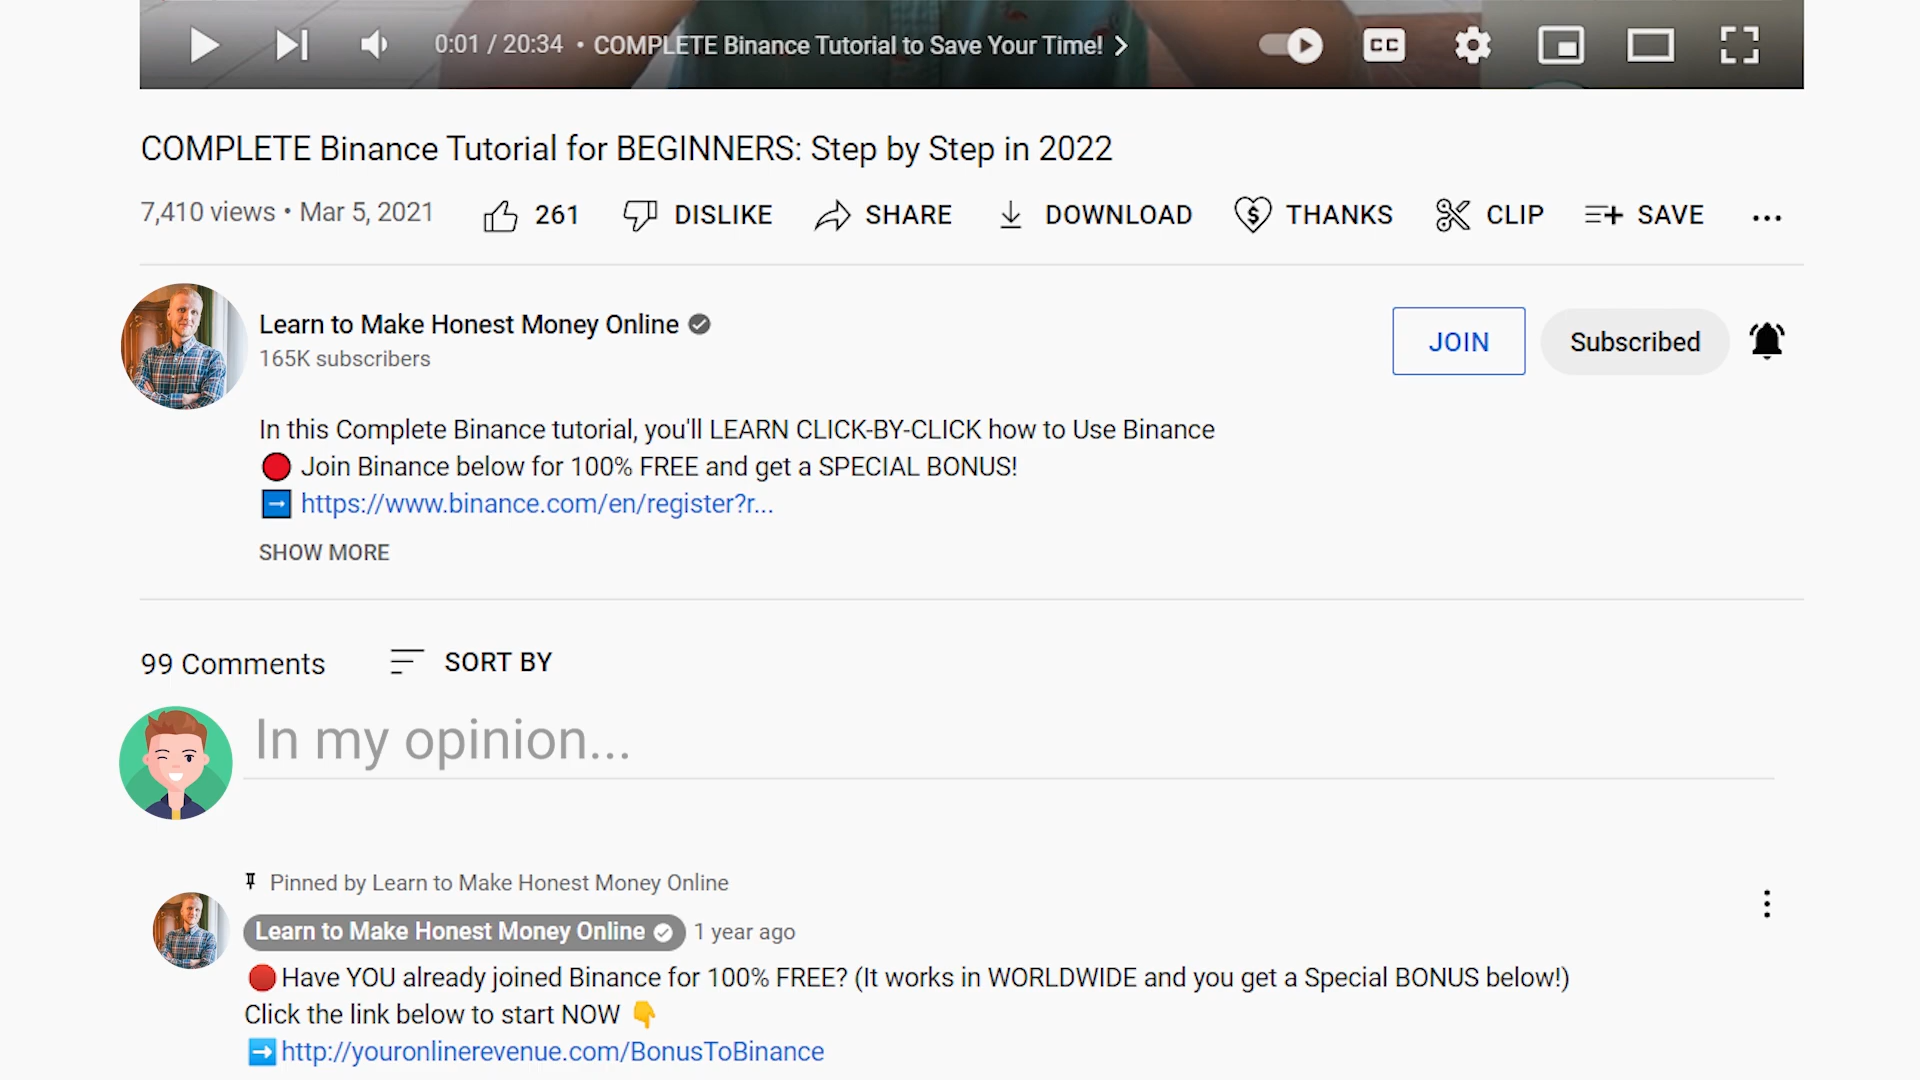 0:01 / 20:34 • COMPLETE Binance Tutorial to Save Your Time!
CC
COMPLETE Binance Tutorial for BEGINNERS: Step by Step in 2022
7,410 views • Mar 5, 2021 261 DISLIKE SHARE DOWNLOAD THANKS CLIP SAVE ...
Learn to Make Honest Money Online
165K subscribers
JOIN Subscribed
In this Complete Binance tutorial, you'll LEARN CLICK-BY-CLICK how to Use Binance
🔴 Join Binance below for 100% FREE and get a SPECIAL BONUS!
➡️ https://www.binance.com/en/register?r...
SHOW MORE
99 Comments SORT BY
In my opinion...
Pinned by Learn to Make Honest Money Online
Learn to Make Honest Money Online 1 year ago
🔴Have YOU already joined Binance for 100% FREE? (It works in WORLDWIDE and you get a Special BONUS below!)
Click the link below to start NOW 👇
➡️http://youronlinerevenue.com/BonusToBinance